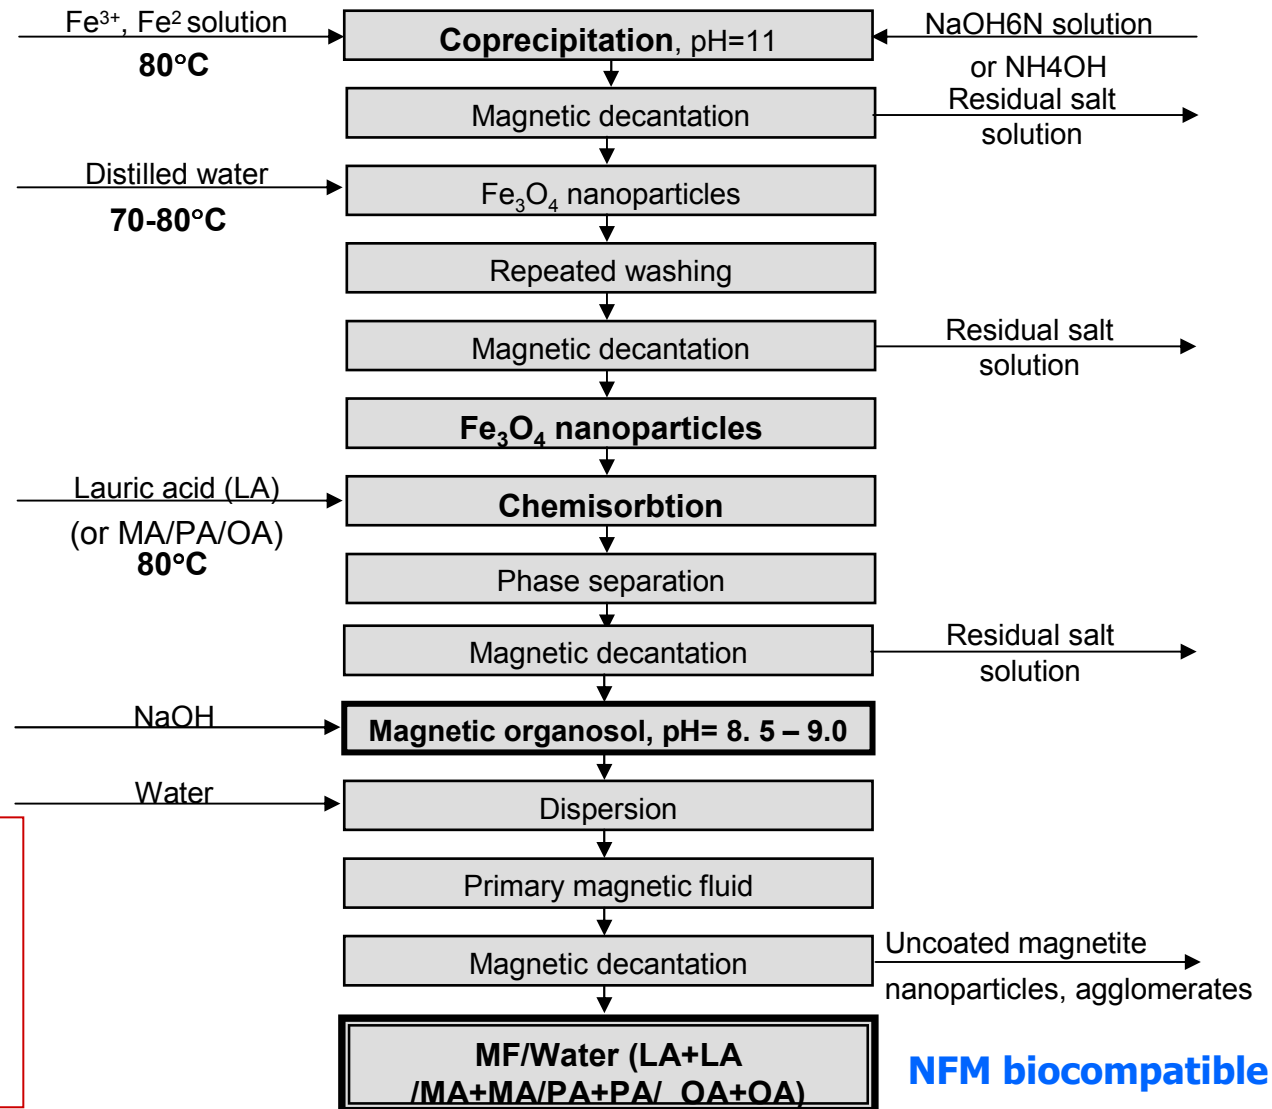 Fe³⁺, Fe² solution
80°C
Coprecipitation, pH=11
NaOH6N solution
or NH4OH
Magnetic decantation
Residual salt
solution
Distilled water
70-80°C
Fe₃O₄ nanoparticles
Repeated washing
Magnetic decantation
Residual salt
solution
Fe₃O₄ nanoparticles
Lauric acid (LA)
(or MA/PA/OA)
80°C
Chemisorbtion
Phase separation
Magnetic decantation
Residual salt
solution
NaOH
Magnetic organosol, pH= 8. 5 – 9.0
Water
Dispersion
Primary magnetic fluid
Magnetic decantation
Uncoated magnetite
nanoparticles, agglomerates
MF/Water (LA+LA
/MA+MA/PA+PA/ OA+OA)
NFM biocompatible